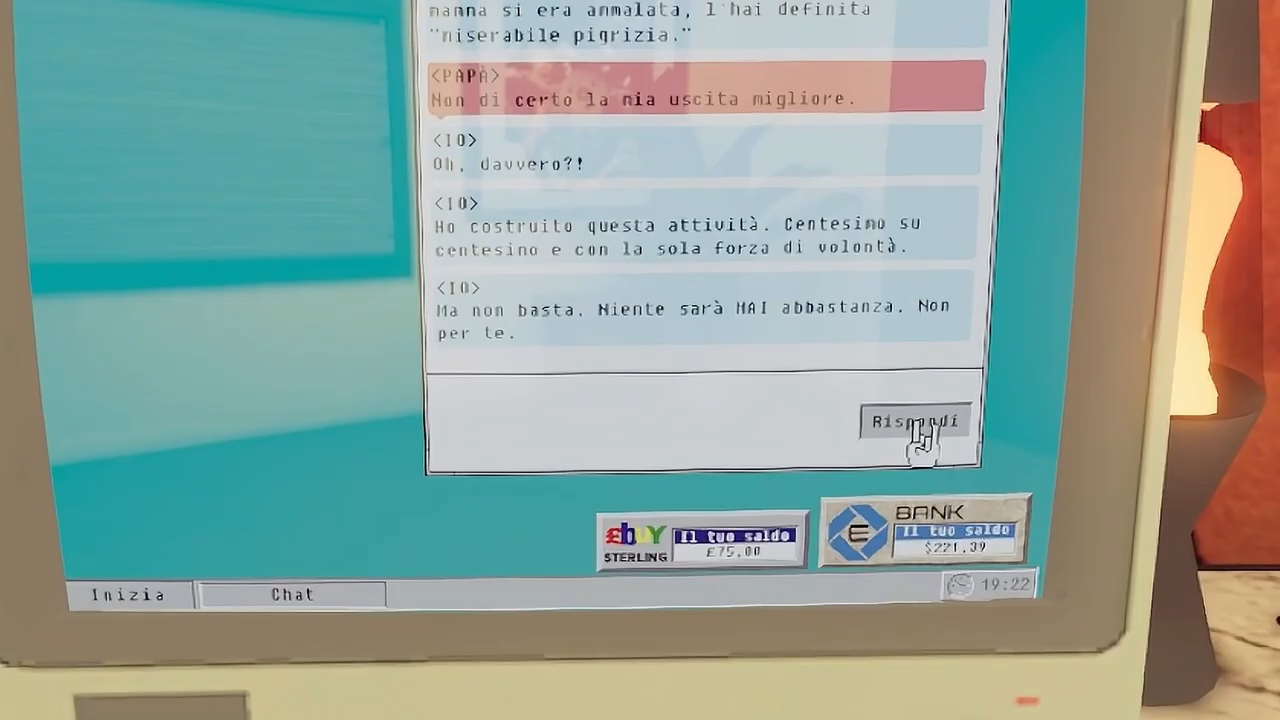 mamma si era ammalata, l'hai definita
"miserabile pigrizia."
<PAPÀ>
Non di certo la mia uscita migliore.
<IO>
Oh, davvero?!
<IO>
Ho costruito questa attività. Centesimo su
centesimo e con la sola forza di volontà.
<IO>
Ma non basta. Niente sarà MAI abbastanza. Non
per te.
Rispondi
ebuy
STERLING
Il tuo saldo
£75,00
E
BANK
Il tuo saldo
$221,39
Inizia
Chat
19:22